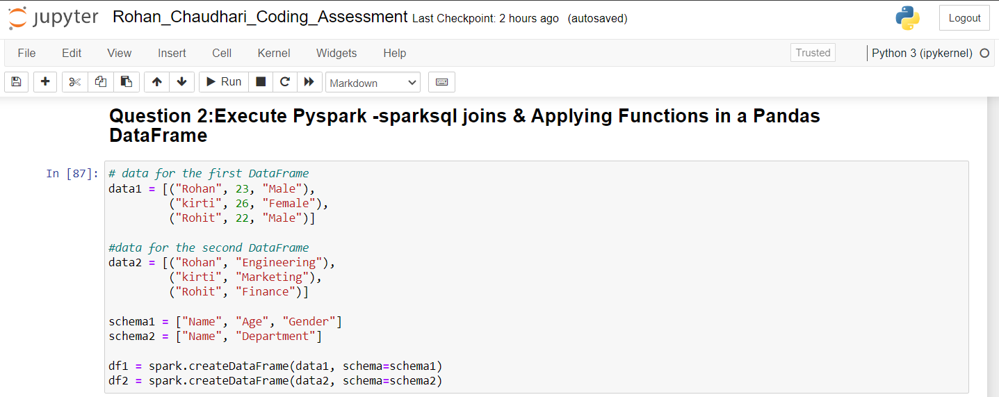 jupyter Rohan_Chaudhari_Coding_Assessment Last Checkpoint: 2 hours ago (autosaved) Logout
File Edit View Insert Cell Kernel Widgets Help Trusted Python 3 (ipykernel)
Run Markdown
Question 2:Execute Pyspark -sparksql joins & Applying Functions in a Pandas
DataFrame
In [87]: # data for the first DataFrame
data1 = [("Rohan", 23, "Male"),
("kirti", 26, "Female"),
("Rohit", 22, "Male")]
#data for the second DataFrame
data2 = [("Rohan", "Engineering"),
("kirti", "Marketing"),
("Rohit", "Finance")]
schema1 = ["Name", "Age", "Gender"]
schema2 = ["Name", "Department"]
df1 = spark.createDataFrame(data1, schema=schema1)
df2 = spark.createDataFrame(data2, schema=schema2)